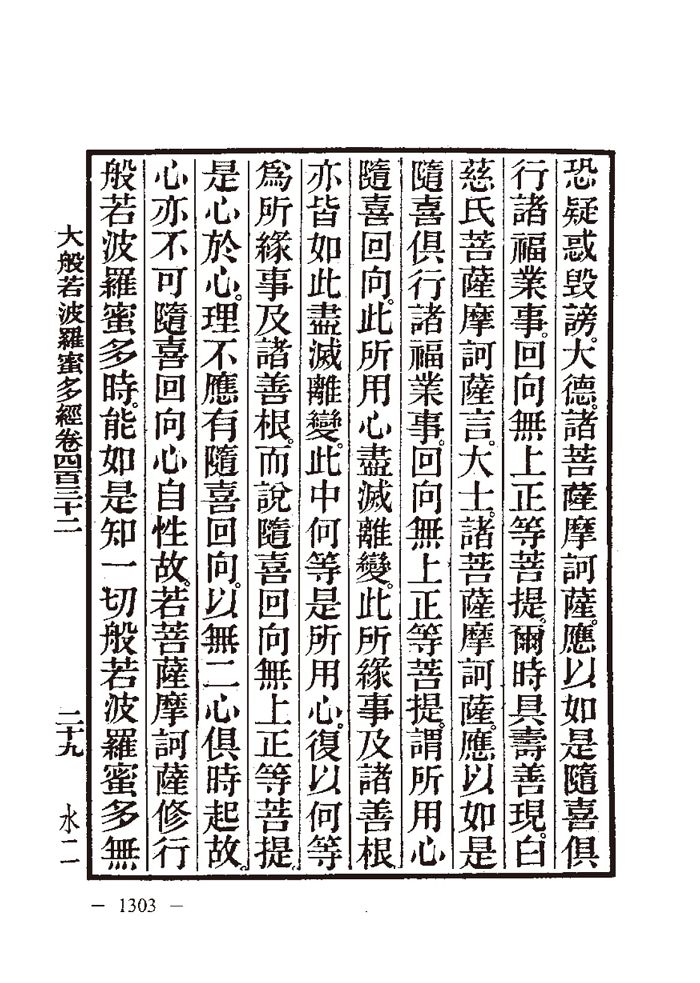 恐疑惑毀謗。大德。諸菩薩摩訶薩。應以如是隨喜俱
行諸福業事。回向無上正等菩提。爾時具壽善現。白
慈氏菩薩摩訶薩言。大士。諸菩薩摩訶薩。應以如是
隨喜俱行諸福業事。回向無上正等菩提。謂所用心
隨喜回向。此所用心盡滅離變。此所緣事及諸善根
亦皆如此盡滅離變。此中何等是所用心。復以何等
爲所緣事及諸善根。而說隨喜回向無上正等菩提。
是心於心。理不應有隨喜回向。以無二心俱時起故。
心亦不可隨喜回向心自性故。若菩薩摩訶薩修行
般若波羅蜜多時。能如是知一切般若波羅蜜多無
大般若波羅蜜多經卷四百三十二 二十九 水二
— 1303 —